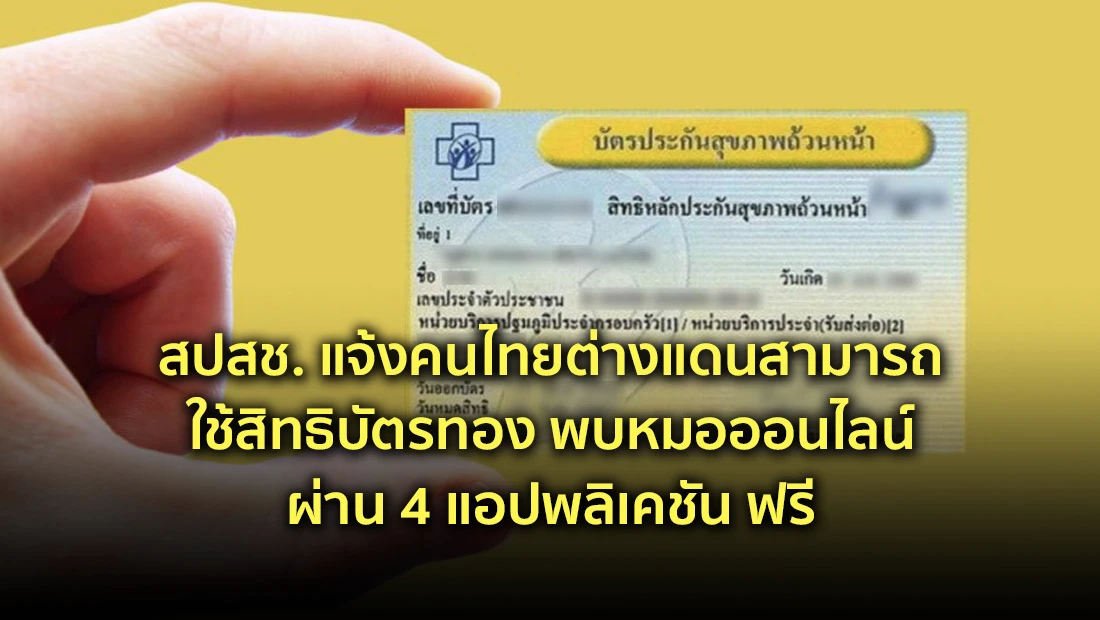 บัตรประกันสุขภาพถ้วนหน้า
เลขที่บัตร สิทธิหลักประกันสุขภาพถ้วนหน้า
ที่อยู่ 1
ชื่อ วันเกิด
เลขประจำตัวประชาชน
หน่วยบริการปฐมภูมิประจำครอบครัว[1] / หน่วยบริการประจำ(รับส่งต่อ)[2]
สปสช. แจ้งคนไทยต่างแดนสามารถ
วันออกบัตร
วันหมดสิทธิ
ใช้สิทธิบัตรทอง พบหมอออนไลน์
ผ่าน 4 แอปพลิเคชัน ฟรี